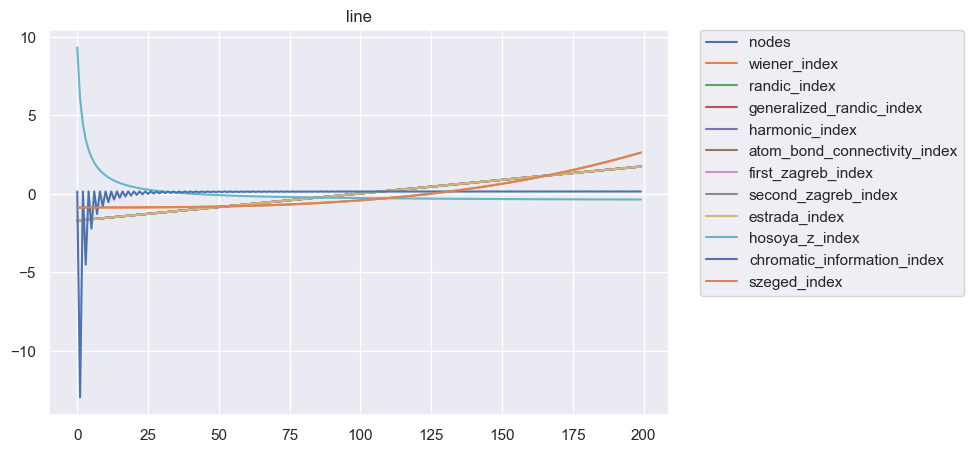 line
10
5
0
−5
−10
0 25 50 75 100 125 150 175 200
nodes
wiener_index
randic_index
generalized_randic_index
harmonic_index
atom_bond_connectivity_index
first_zagreb_index
second_zagreb_index
estrada_index
hosoya_z_index
chromatic_information_index
szeged_index